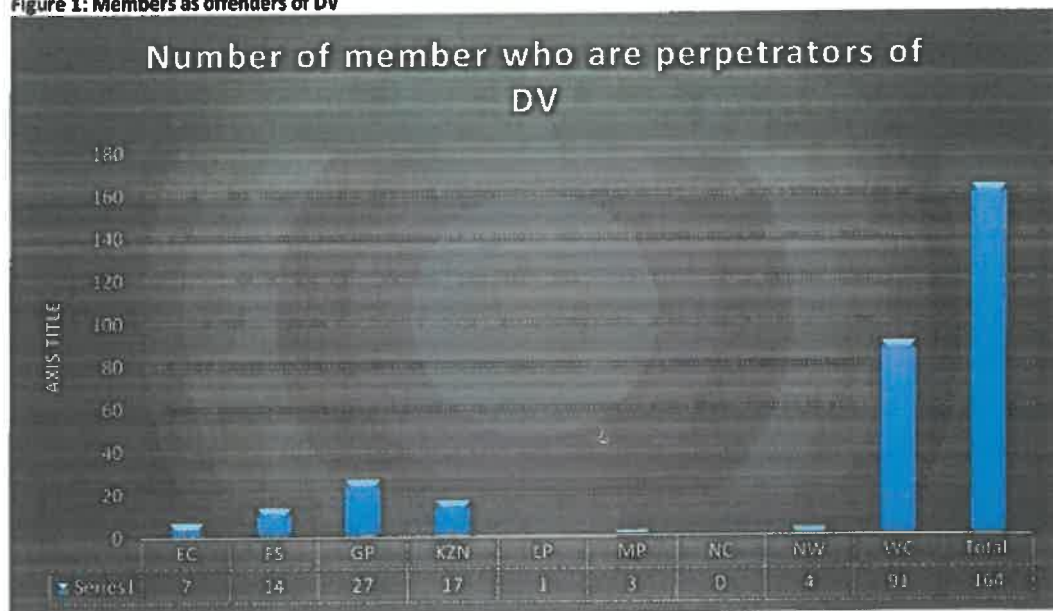 Figure 1: Members as offenders of DV
Number of member who are perpetrators of
DV
180
160
140
120
100
80
60
40
20
0
AXIS TITLE
EC FS GP KZN LP MP NC NW WC Total
Series1 7 14 27 17 1 3 0 4 91 164